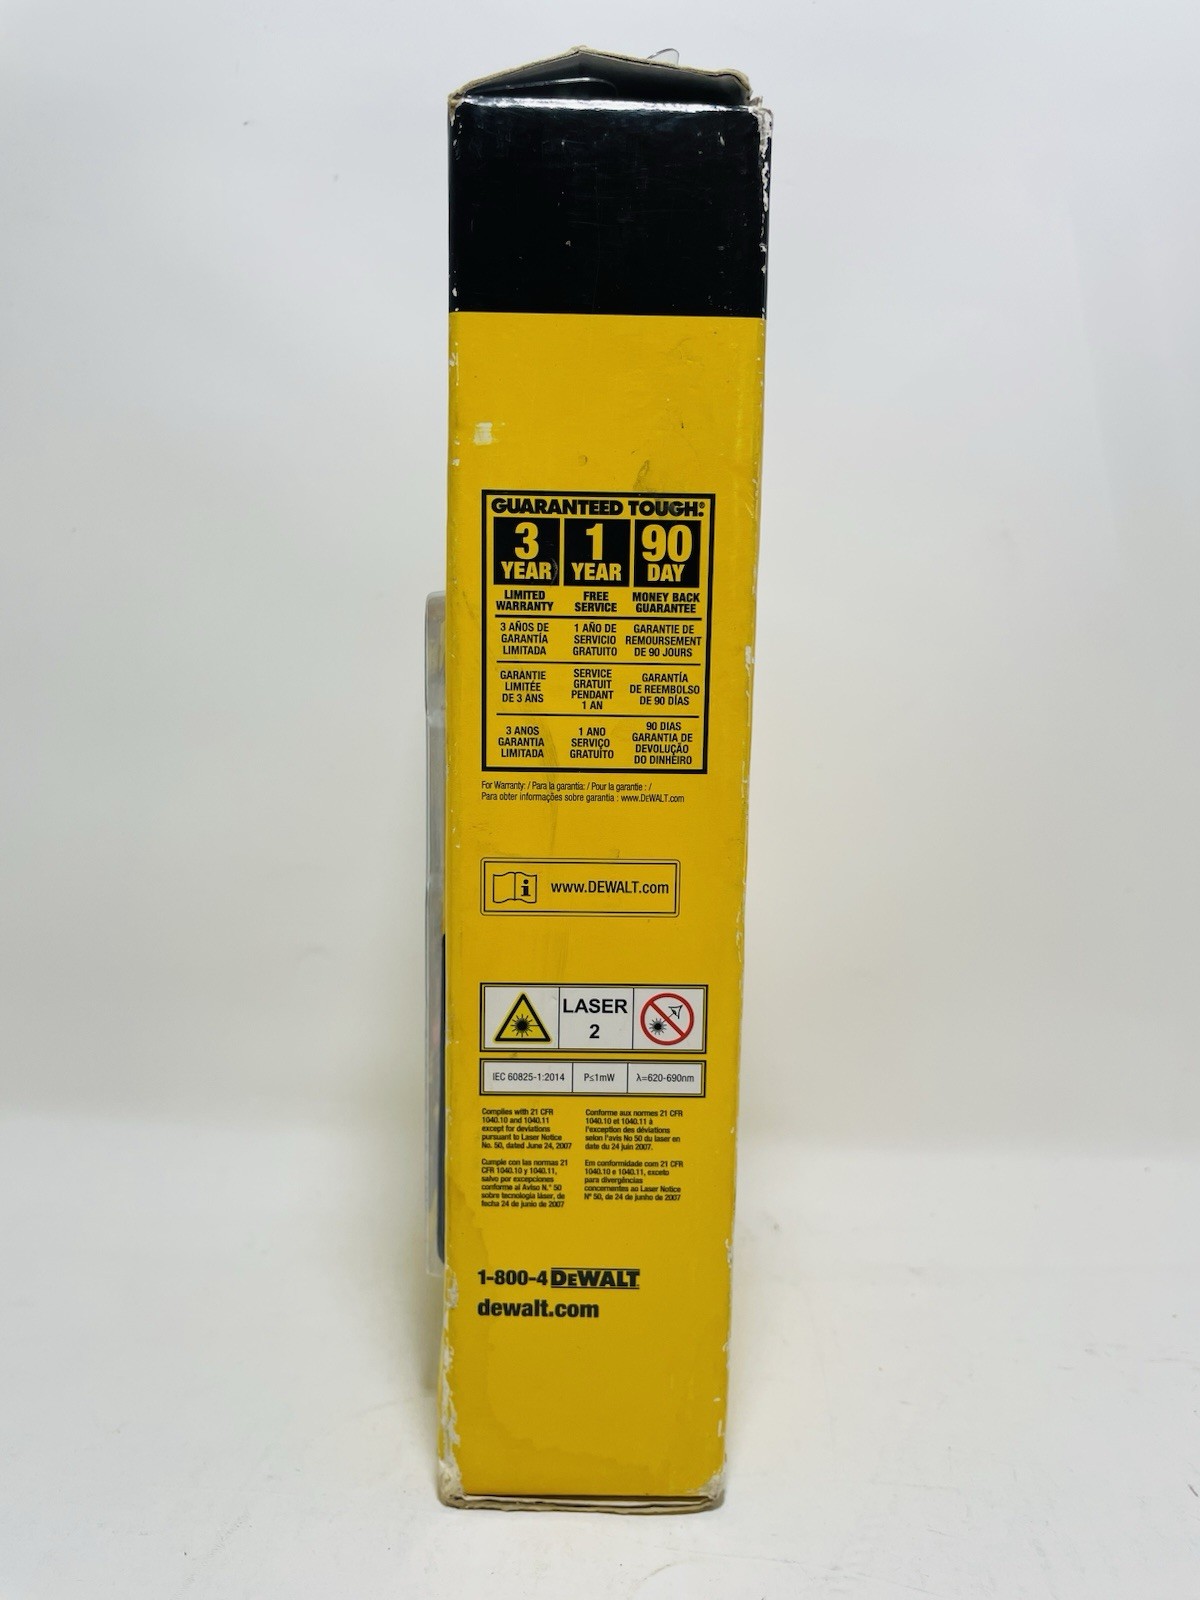 GUARANTEED TOUGH.®
3 YEAR
LIMITED
WARRANTY
1 YEAR
FREE
SERVICE
90 DAY
MONEY BACK
GUARANTEE
3 AÑOS DE
GARANTÍA
LIMITADA
1 AÑO DE
SERVICIO
GRATUITO
GARANTIE DE
REMOURSEMENT
DE 90 JOURS
GARANTIE
LIMITÉE
DE 3 ANS
SERVICE
GRATUIT
PENDANT
1 AN
GARANTÍA
DE REEMBOLSO
DE 90 DÍAS
3 ANOS
GARANTIA
LIMITADA
1 ANO
SERVIÇO
GRATUÍTO
90 DIAS
GARANTIA DE
DEVOLUÇÃO
DO DINHEIRO
For Warranty: / Para la garantía: / Pour la garantie : /
Para obter informações sobre garantia : www.DEWALT.com
i www.DEWALT.com
LASER
2
IEC 60825-1:2014 P≤1mW λ=620-690nm
Complies with 21 CFR
1040.10 and 1040.11
except for deviations
pursuant to Laser Notice
No. 50, dated June 24, 2007
Conforme aux normes 21 CFR
1040.10 et 1040.11 à
l'exception des déviations
selon l'avis No 50 du laser en
date du 24 juin 2007.
Cumple con las normas 21
CFR 1040.10 y 1040.11,
salvo por excepciones
conforme al Aviso N.° 50
sobre tecnología láser, de
fecha 24 de junio de 2007
Em conformidade com 21 CFR
1040.10 e 1040.11, exceto
para divergências
concernentes ao Laser Notice
Nº 50, de 24 de junho de 2007
1-800-4 DEWALT
dewalt.com